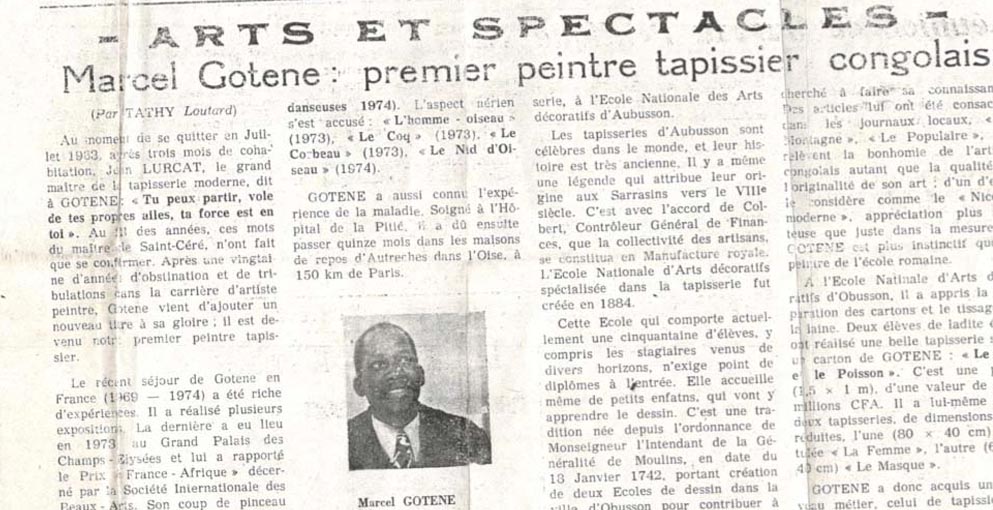 - ARTS ET SPECTACLES -
Marcel Gotene : premier peintre tapissier congolais
(Par TATHY Loutard)
Au moment de se quitter en Juil-
let 1963, après trois mois de coha-
bitation, Jean LURCAT, le grand
maître de la tapisserie moderne, dit
à GOTENE: « Tu peux partir, vole
de tes propres ailes, ta force est en
toi ». Au fil des années, ces mots
du maître de Saint-Céré, n'ont fait
que se confirmer. Après une vingtai-
ne d'années d'obstination et de tri-
bulations dans la carrière d'artiste
peintre, Gotene vient d'ajouter un
nouveau titre à sa gloire ; il est de-
venu notre premier peintre tapis-
sier.
Le récent séjour de Gotene en
France (1969 — 1974) a été riche
d'expériences. Il a réalisé plusieurs
expositions. La dernière a eu lieu
en 1973 au Grand Palais des
Champs - Elysées et lui a rapporté
le Prix « France - Afrique » décer-
né par la Société Internationale des
Beaux - Arts. Son coup de pinceau
danseuses 1974). L'aspect aérien
s'est accusé : « L'homme - oiseau »
(1973), « Le Coq » (1973), « Le
Corbeau » (1973), « Le Nid d'Oi-
seau » (1974).
GOTENE a aussi connu l'expé-
rience de la maladie. Soigné à l'Hô-
pital de la Pitié, il a dû ensuite
passer quinze mois dans les maisons
de repos d'Autreches dans l'Oise, à
150 km de Paris.
Marcel GOTENE
serie, à l'Ecole Nationale des Arts
décoratifs d'Aubusson.
Les tapisseries d'Aubusson sont
célèbres dans le monde, et leur his-
toire est très ancienne. Il y a même
une légende qui attribue leur ori-
gine aux Sarrasins vers le VIIIe
siècle. C'est avec l'accord de Col-
bert, Contrôleur Général de Finan-
ces, que la collectivité des artisans,
se constitua en Manufacture royale.
L'Ecole Nationale d'Arts décoratifs
spécialisée dans la tapisserie fut
créée en 1884.
Cette Ecole qui comporte actuel-
lement une cinquantaine d'élèves, y
compris les stagiaires venus de
divers horizons, n'exige point de
diplômes à l'entrée. Elle accueille
même de petits enfatns, qui vont y
apprendre le dessin. C'est une tra-
dition née depuis l'ordonnance de
Monseigneur l'Intendant de la Gé-
néralité de Moulins, en date du
13 Janvier 1742, portant création
de deux Ecoles de dessin dans la
ville d'Obusson pour contribuer à
cherché à faire sa connaissan
Des articles lui ont été consac
dans les journaux locaux, «
Montagne », « Le Populaire »,
relèvent la bonhomie de l'art
congolais autant que la qualité
l'originalité de son art ; d'un d'e
le considère comme le « Nic
moderne », appréciation plus
teuse que juste dans la mesure
GOTENE est plus instinctif qu
peintre de l'école romaine.
A l'Ecole Natinale d'Arts d
ratifs d'Obusson, il a appris la
paration des cartons et le tissag
la laine. Deux élèves de ladite é
ont réalisé une belle tapisserie s
un carton de GOTENE : « Le
et le Poisson ». C'est une p
(1,5 × 1 m), d'une valeur de
millions CFA. Il a lui-même
deux tapisseries, de dimensions
réduites, l'une (80 × 40 cm)
tulée « La Femme », l'autre (6
40 cm) « Le Masque ».
GOTENE a donc acquis un
veau métier, celui de tapissi